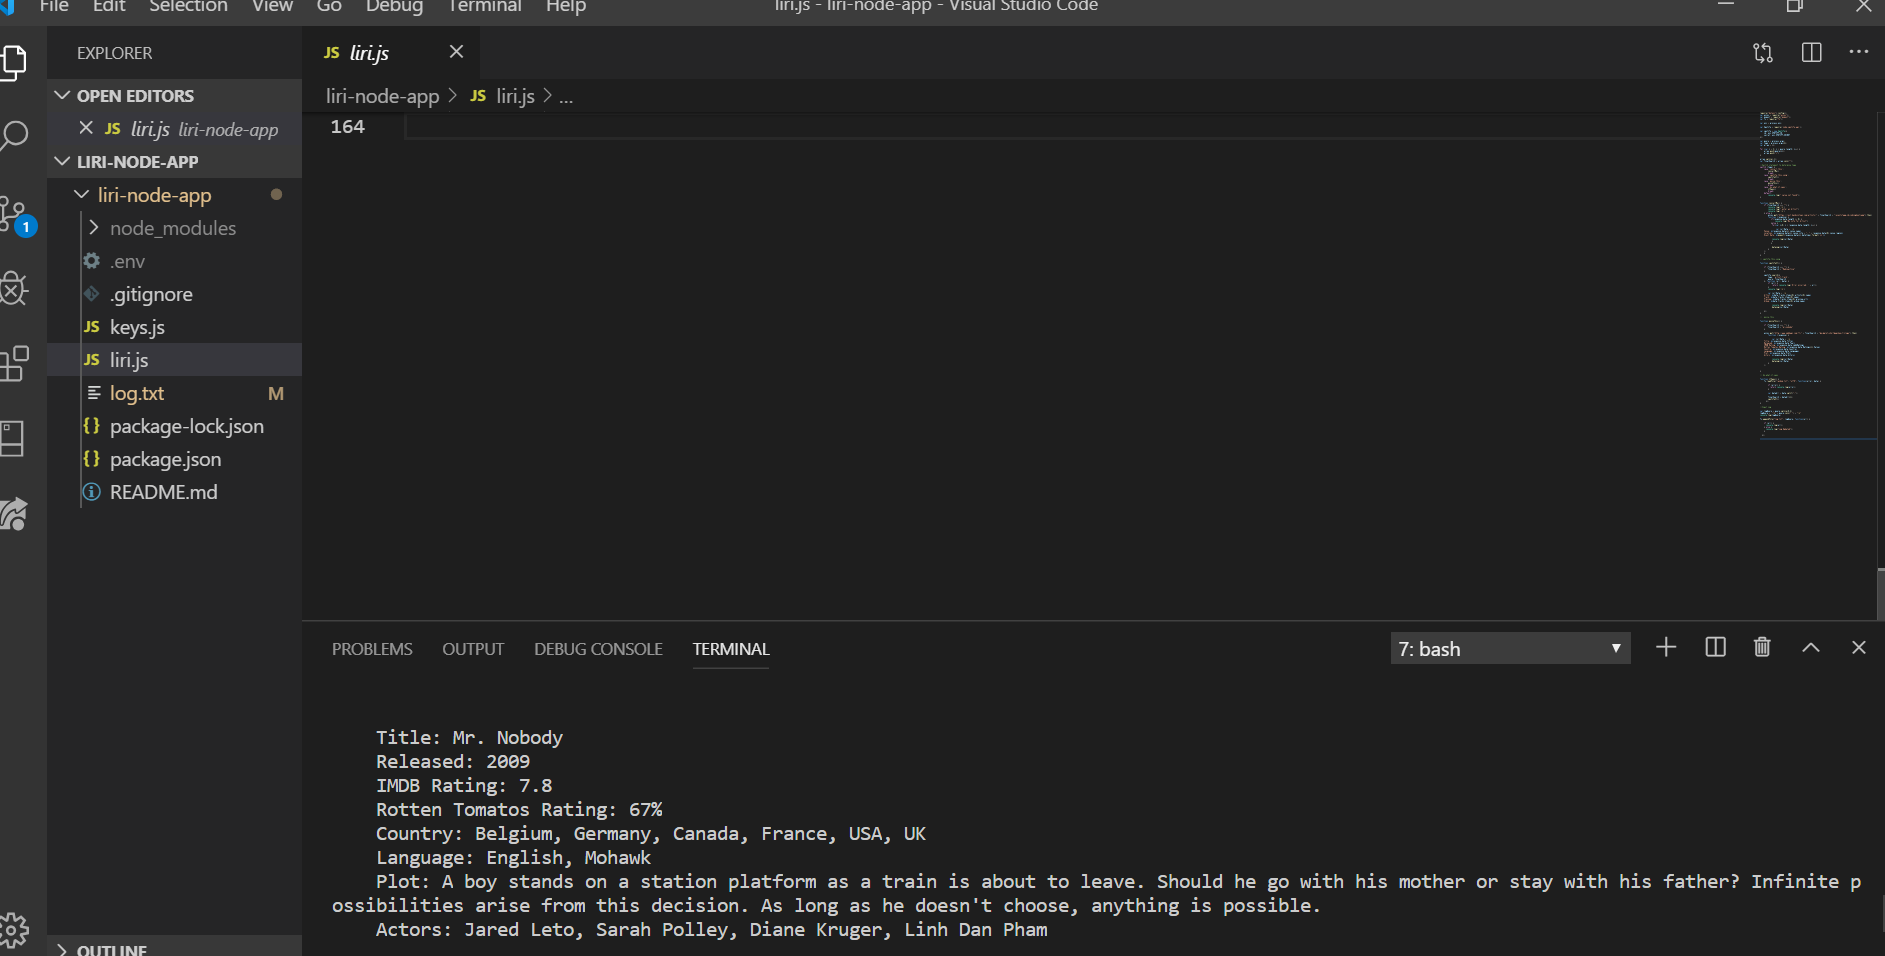 File Edit Selection View Go Debug Terminal Help
liri.js - liri-node-app - Visual Studio Code
EXPLORER
OPEN EDITORS
JS liri.js liri-node-app
LIRI-NODE-APP
liri-node-app
node_modules
.env
.gitignore
JS keys.js
JS liri.js
log.txt M
{} package-lock.json
{} package.json
README.md
OUTLINE
1
JS liri.js
liri-node-app > JS liri.js > ...
164
PROBLEMS OUTPUT DEBUG CONSOLE TERMINAL
7: bash
Title: Mr. Nobody
Released: 2009
IMDB Rating: 7.8
Rotten Tomatos Rating: 67%
Country: Belgium, Germany, Canada, France, USA, UK
Language: English, Mohawk
Plot: A boy stands on a station platform as a train is about to leave. Should he go with his mother or stay with his father? Infinite p
ossibilities arise from this decision. As long as he doesn't choose, anything is possible.
Actors: Jared Leto, Sarah Polley, Diane Kruger, Linh Dan Pham